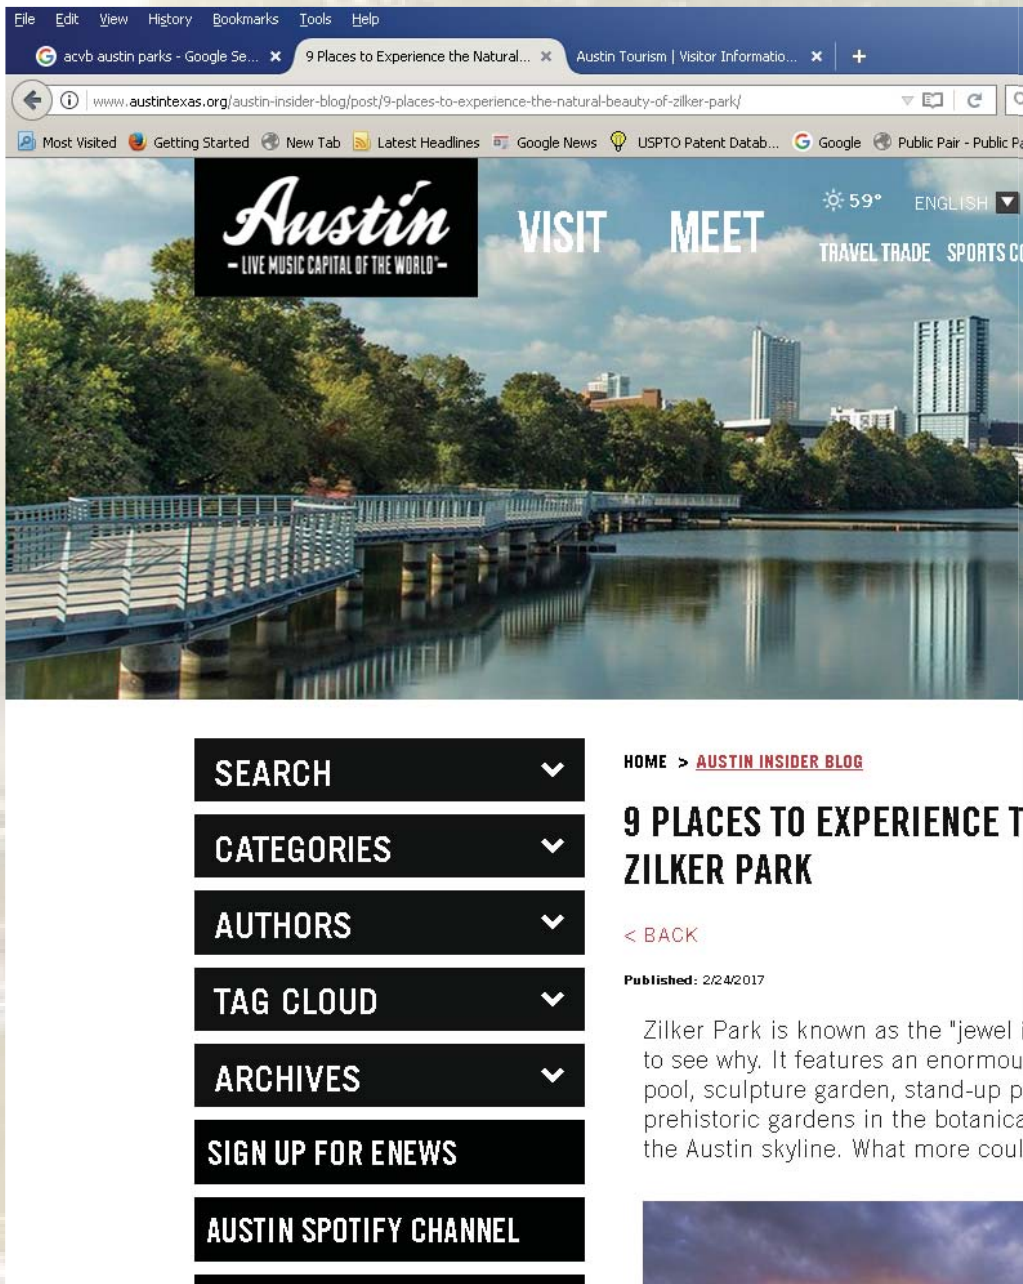 File Edit View History Bookmarks Tools Help
acvb austin parks - Google Se... 9 Places to Experience the Natural... Austin Tourism | Visitor Informatio...
www.austintexas.org/austin-insider-blog/post/9-places-to-experience-the-natural-beauty-of-zilker-park/
Most Visited Getting Started New Tab Latest Headlines Google News USPTO Patent Datab... Google Public Pair - Public Pa
Austin
– LIVE MUSIC CAPITAL OF THE WORLD® –
VISIT MEET
59° ENGLISH
TRAVEL TRADE SPORTS CO
SEARCH
CATEGORIES
AUTHORS
TAG CLOUD
ARCHIVES
SIGN UP FOR ENEWS
AUSTIN SPOTIFY CHANNEL
HOME > AUSTIN INSIDER BLOG
9 PLACES TO EXPERIENCE T
ZILKER PARK
< BACK
Published: 2/24/2017
Zilker Park is known as the "jewel i
to see why. It features an enormou
pool, sculpture garden, stand-up p
prehistoric gardens in the botanica
the Austin skyline. What more coul